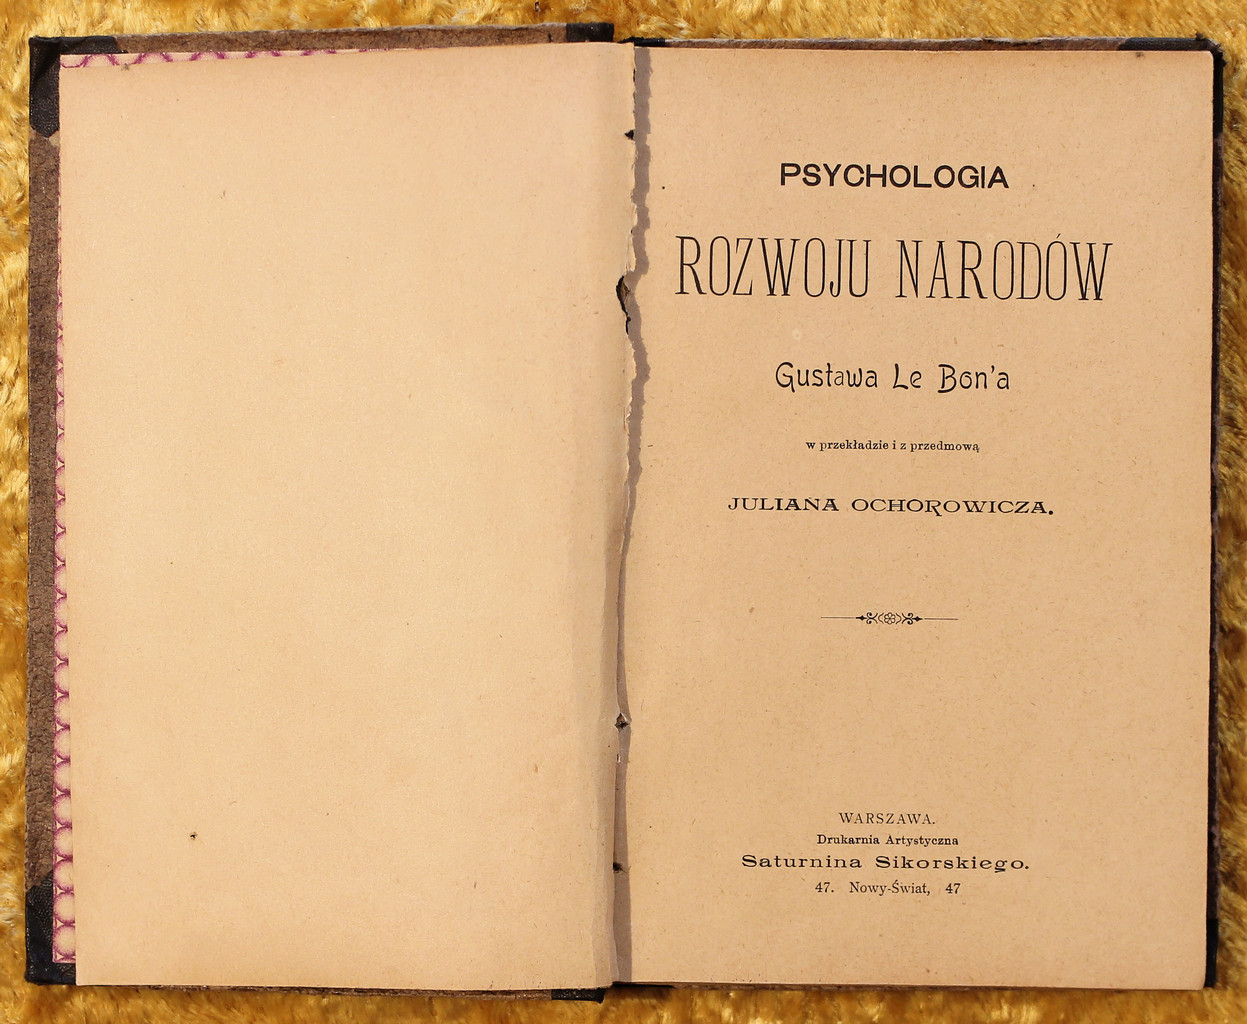 PSYCHOLOGIA
ROZWOJU NARODÓW
Gustawa Le Bon'a
w przekładzie i z przedmową
JULIANA OCHOROWICZA.
WARSZAWA.
Drukarnia Artystyczna
Saturnina Sikorskiego.
47. Nowy-Świat, 47